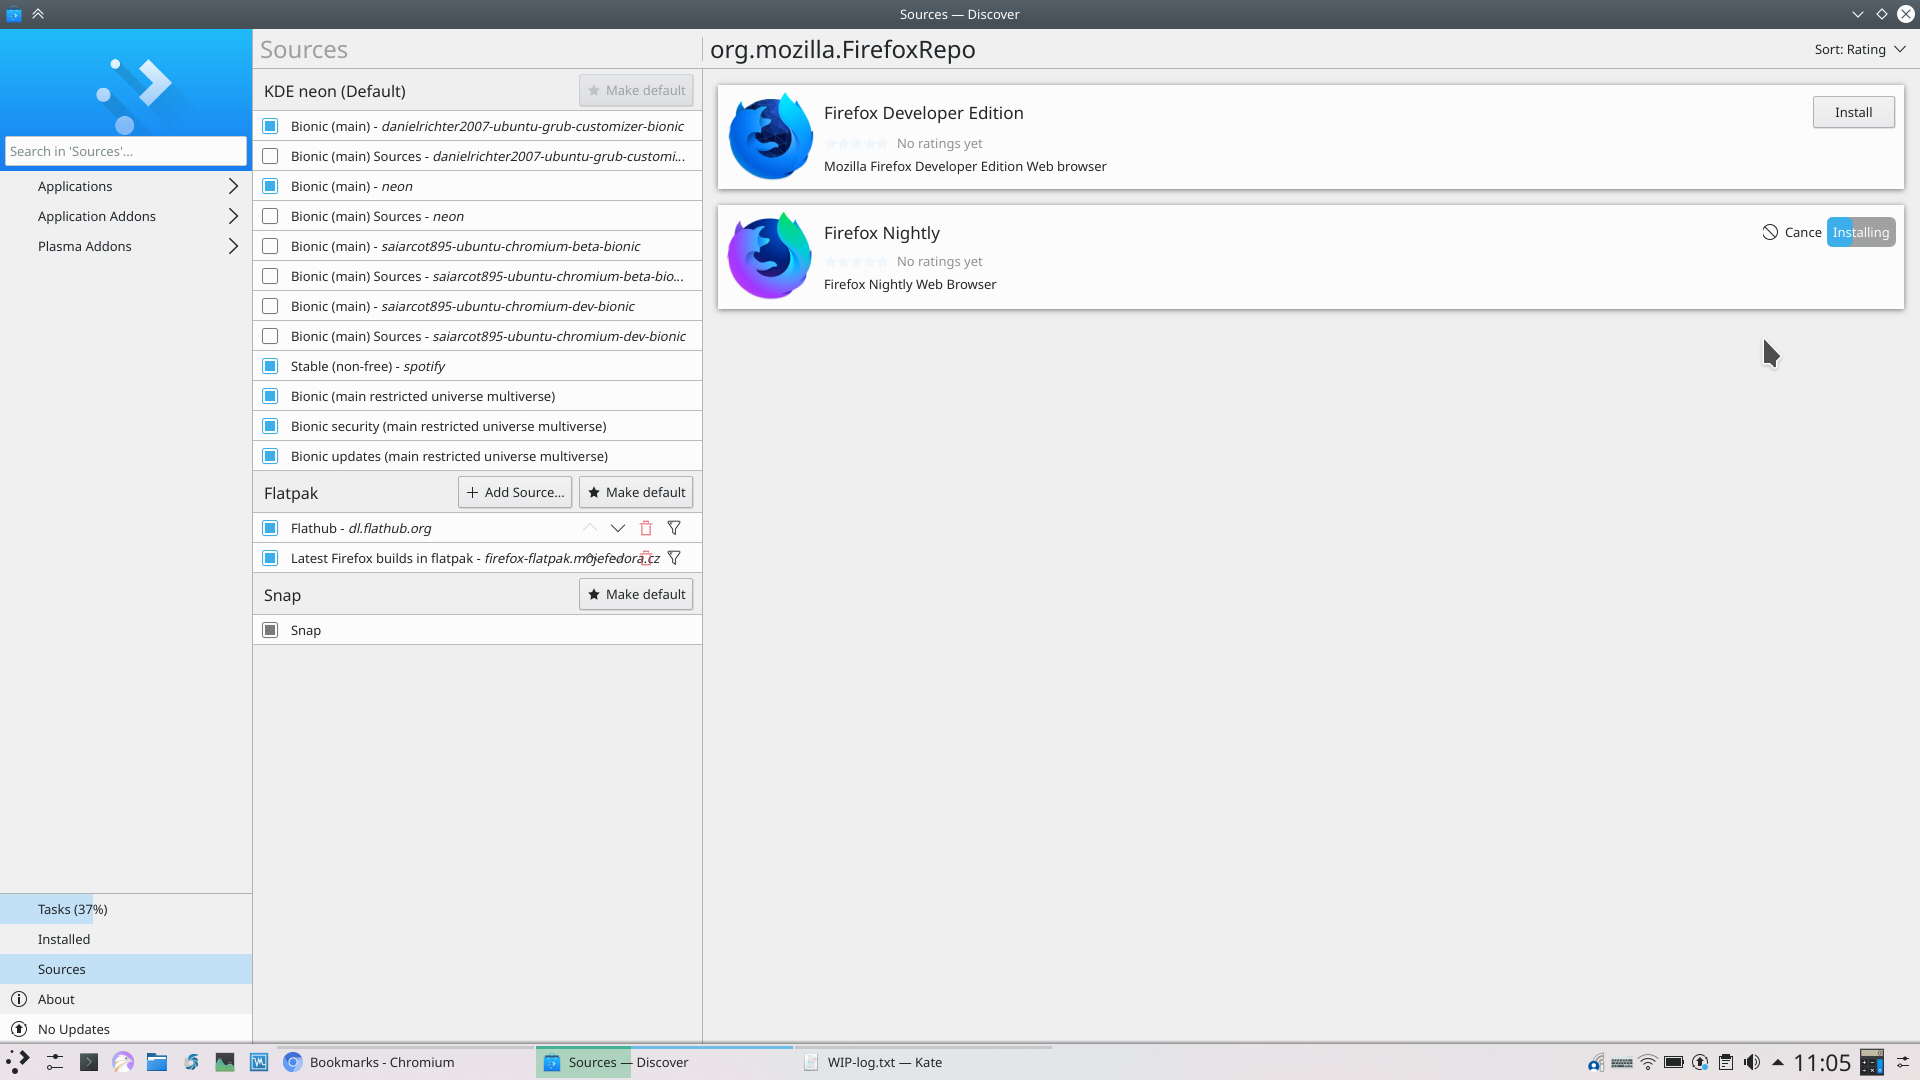 Sources — Discover
Search in 'Sources'...
Applications
Application Addons
Plasma Addons
Tasks (37%)
Installed
Sources
About
No Updates
Sources
KDE neon (Default)
Make default
Bionic (main) - danielrichter2007-ubuntu-grub-customizer-bionic
Bionic (main) Sources - danielrichter2007-ubuntu-grub-customi...
Bionic (main) - neon
Bionic (main) Sources - neon
Bionic (main) - saiarcot895-ubuntu-chromium-beta-bionic
Bionic (main) Sources - saiarcot895-ubuntu-chromium-beta-bio...
Bionic (main) - saiarcot895-ubuntu-chromium-dev-bionic
Bionic (main) Sources - saiarcot895-ubuntu-chromium-dev-bionic
Stable (non-free) - spotify
Bionic (main restricted universe multiverse)
Bionic security (main restricted universe multiverse)
Bionic updates (main restricted universe multiverse)
Flatpak
Add Source...
Make default
Flathub - dl.flathub.org
Latest Firefox builds in flatpak - firefox-flatpak.mojefedora.cz
Snap
Make default
Snap
org.mozilla.FirefoxRepo
Sort: Rating
Firefox Developer Edition
Install
No ratings yet
Mozilla Firefox Developer Edition Web browser
Firefox Nightly
Cance
Installing
No ratings yet
Firefox Nightly Web Browser
Bookmarks - Chromium
Sources — Discover
WIP-log.txt — Kate
11:05